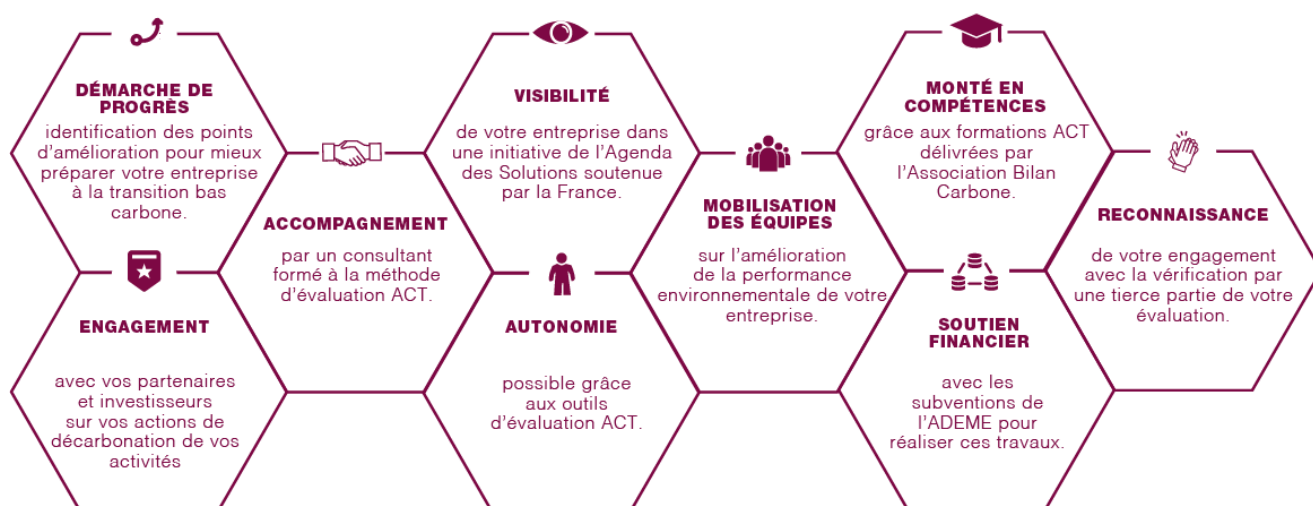 DÉMARCHE DE
PROGRÈS
identification des points
d'amélioration pour mieux
préparer votre entreprise
à la transition bas
carbone.
ENGAGEMENT
avec vos partenaires
et investisseurs
sur vos actions de
décarbonation de vos
activités
ACCOMPAGNEMENT
par un consultant
formé à la méthode
d'évaluation ACT.
VISIBILITÉ
de votre entreprise dans
une initiative de l'Agenda
des Solutions soutenue
par la France.
AUTONOMIE
possible grâce
aux outils
d'évaluation ACT.
MOBILISATION
DES ÉQUIPES
sur l'amélioration
de la performance
environnementale de votre
entreprise.
MONTÉ EN
COMPÉTENCES
grâce aux formations ACT
délivrées par
l'Association Bilan
Carbone.
SOUTIEN
FINANCIER
avec les
subventions de
l'ADEME pour
réaliser ces travaux.
RECONNAISSANCE
de votre engagement
avec la vérification par
une tierce partie de votre
évaluation.